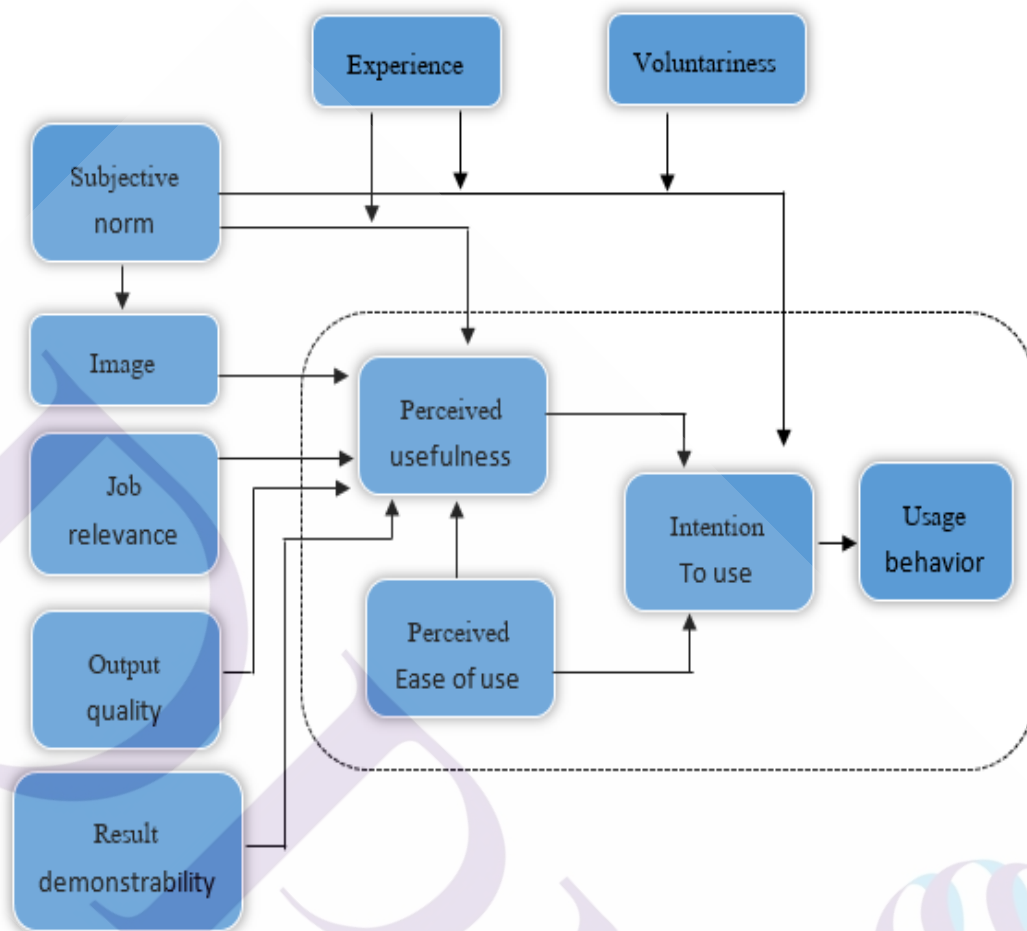 Experience
Voluntariness
Subjective
norm
Image
Perceived
usefulness
Job
relevance
Intention
To use
Usage
behavior
Perceived
Ease of use
Output
quality
Result
demonstrability